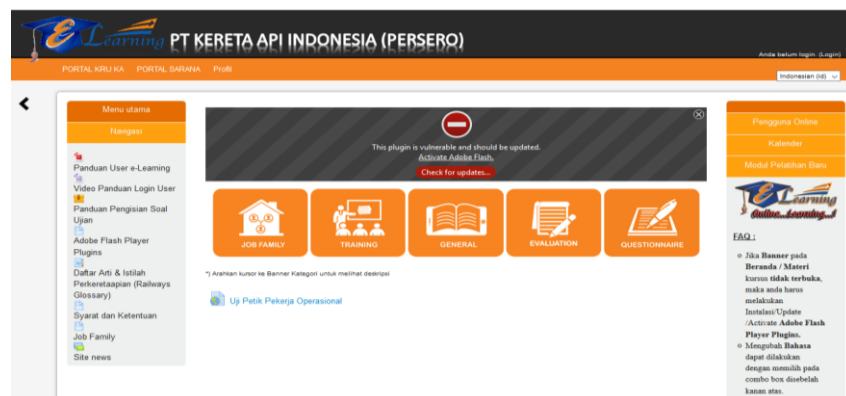 E Learning PT KERETA API INDONESIA (PERSERO)
Anda belum login. (Login)
PORTAL KRU KA PORTAL SARANA Profil
Indonesian (id)
Menu utama
Navigasi
Panduan User e-Learning
Video Panduan Login User
Panduan Pengisian Soal
Ujian
Adobe Flash Player
Plugins
Daftar Arti & Istilah
Perkeretaapian (Railways
Glossary)
Syarat dan Ketentuan
Job Family
Site news
This plugin is vulnerable and should be updated.
Activate Adobe Flash.
Check for updates...
JOB FAMILY
TRAINING
GENERAL
EVALUATION
QUESTIONNAIRE
*) Arahkan kursor ke Banner Kategori untuk melihat deskripsi
Uji Petik Pekerja Operasional
Pengguna Online
Kalender
Modul Pelatihan Baru
E Learning
Online...Learning...!
FAQ :
Jika Banner pada
Beranda / Materi
kursus tidak terbuka,
maka anda harus
melakukan
Instalasi/Update
/Activate Adobe Flash
Player Plugins.
Mengubah Bahasa
dapat dilakukan
dengan memilih pada
combo box disebelah
kanan atas.